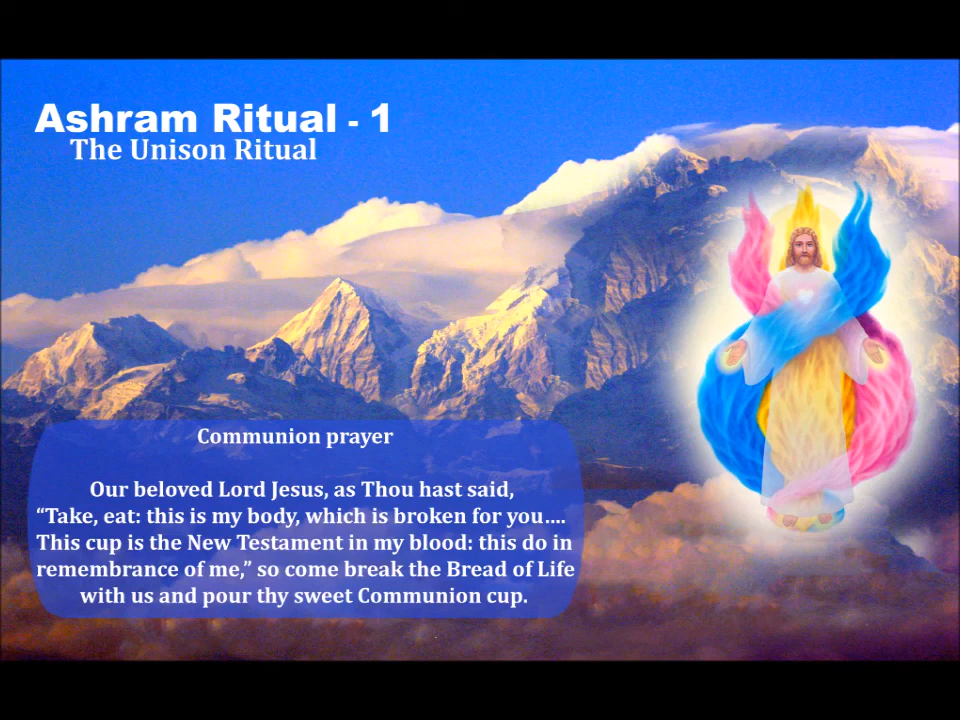 Ashram Ritual - 1
The Unison Ritual
Communion prayer
Our beloved Lord Jesus, as Thou hast said,
“Take, eat: this is my body, which is broken for you....
This cup is the New Testament in my blood: this do in
remembrance of me,” so come break the Bread of Life
with us and pour thy sweet Communion cup.